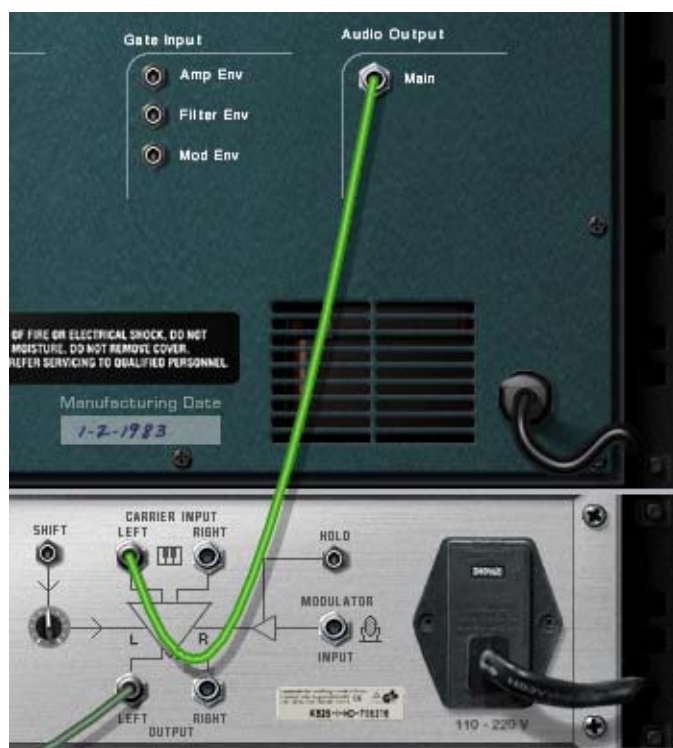 Gate Input
Amp Env
Filter Env
Mod Env
Audio Output
Main
OF FIRE OR ELECTRICAL SHOCK, DO NOT
MOISTURE. DO NOT REMOVE COVER.
REFER SERVICING TO QUALIFIED PERSONNEL.
Manufacturing Date
1-2-1983
SHIFT
CARRIER INPUT
LEFT RIGHT
HOLD
MODULATOR
INPUT
L R
LEFT RIGHT
OUTPUT
110 - 220 V